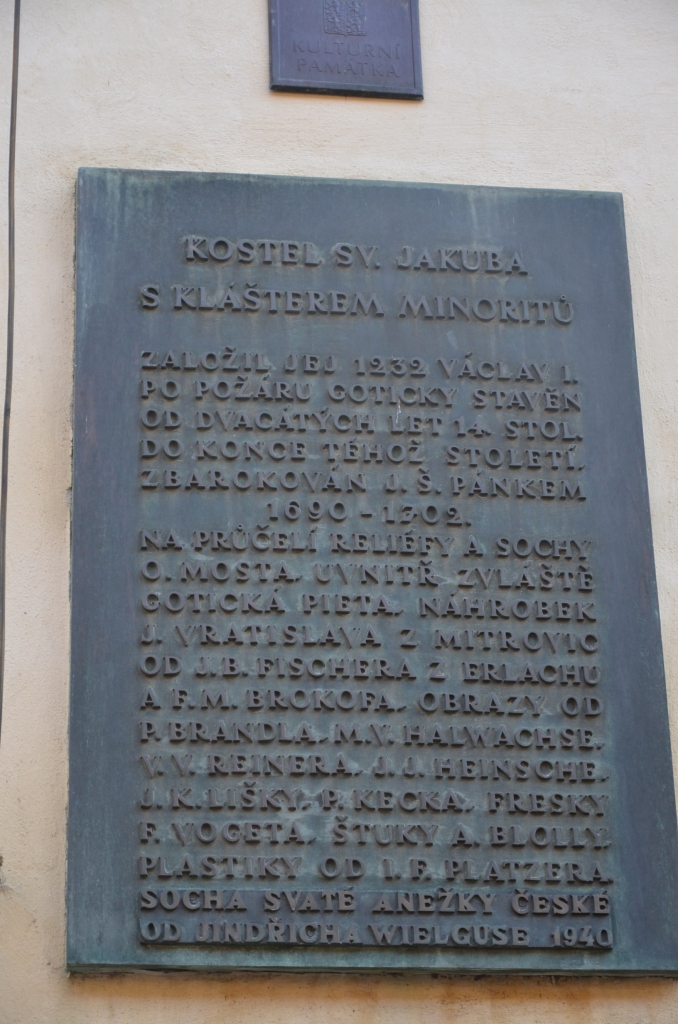 KULTURNÍ
PAMÁTKA
KOSTEL SV. JAKUBA
S KLÁŠTEREM MINORITŮ
ZALOŽIL JEJ 1232 VÁCLAV I.
PO POŽÁRU GOTICKY STAVĚN
OD DVACÁTÝCH LET 14. STOL.
DO KONCE TÉHOŽ STOLETÍ.
ZBAROKOVÁN J. Š. PÁNKEM
1690 - 1702.
NA PRŮČELÍ RELIÉFY A SOCHY
O. MOSTA. UVNITŘ ZVLÁŠTĚ
GOTICKÁ PIETA. NÁHROBEK
J. VRATISLAVA Z MITROVIC
OD J. B. FISCHERA Z ERLACHU
A F. M. BROKOFA. OBRAZY OD
P. BRANDLA. M. V. HALWACHSE.
V. V. REINERA. J. J. HEINSCHE.
J. K. LIŠKY. P. KECKA. FRESKY
F. VOGETA. ŠTUKY A. BLOLLY.
PLASTIKY OD I. F. PLATZERA.
SOCHA SVATÉ ANEŽKY ČESKÉ
OD JINDŘICHA WIELGUSE 1940